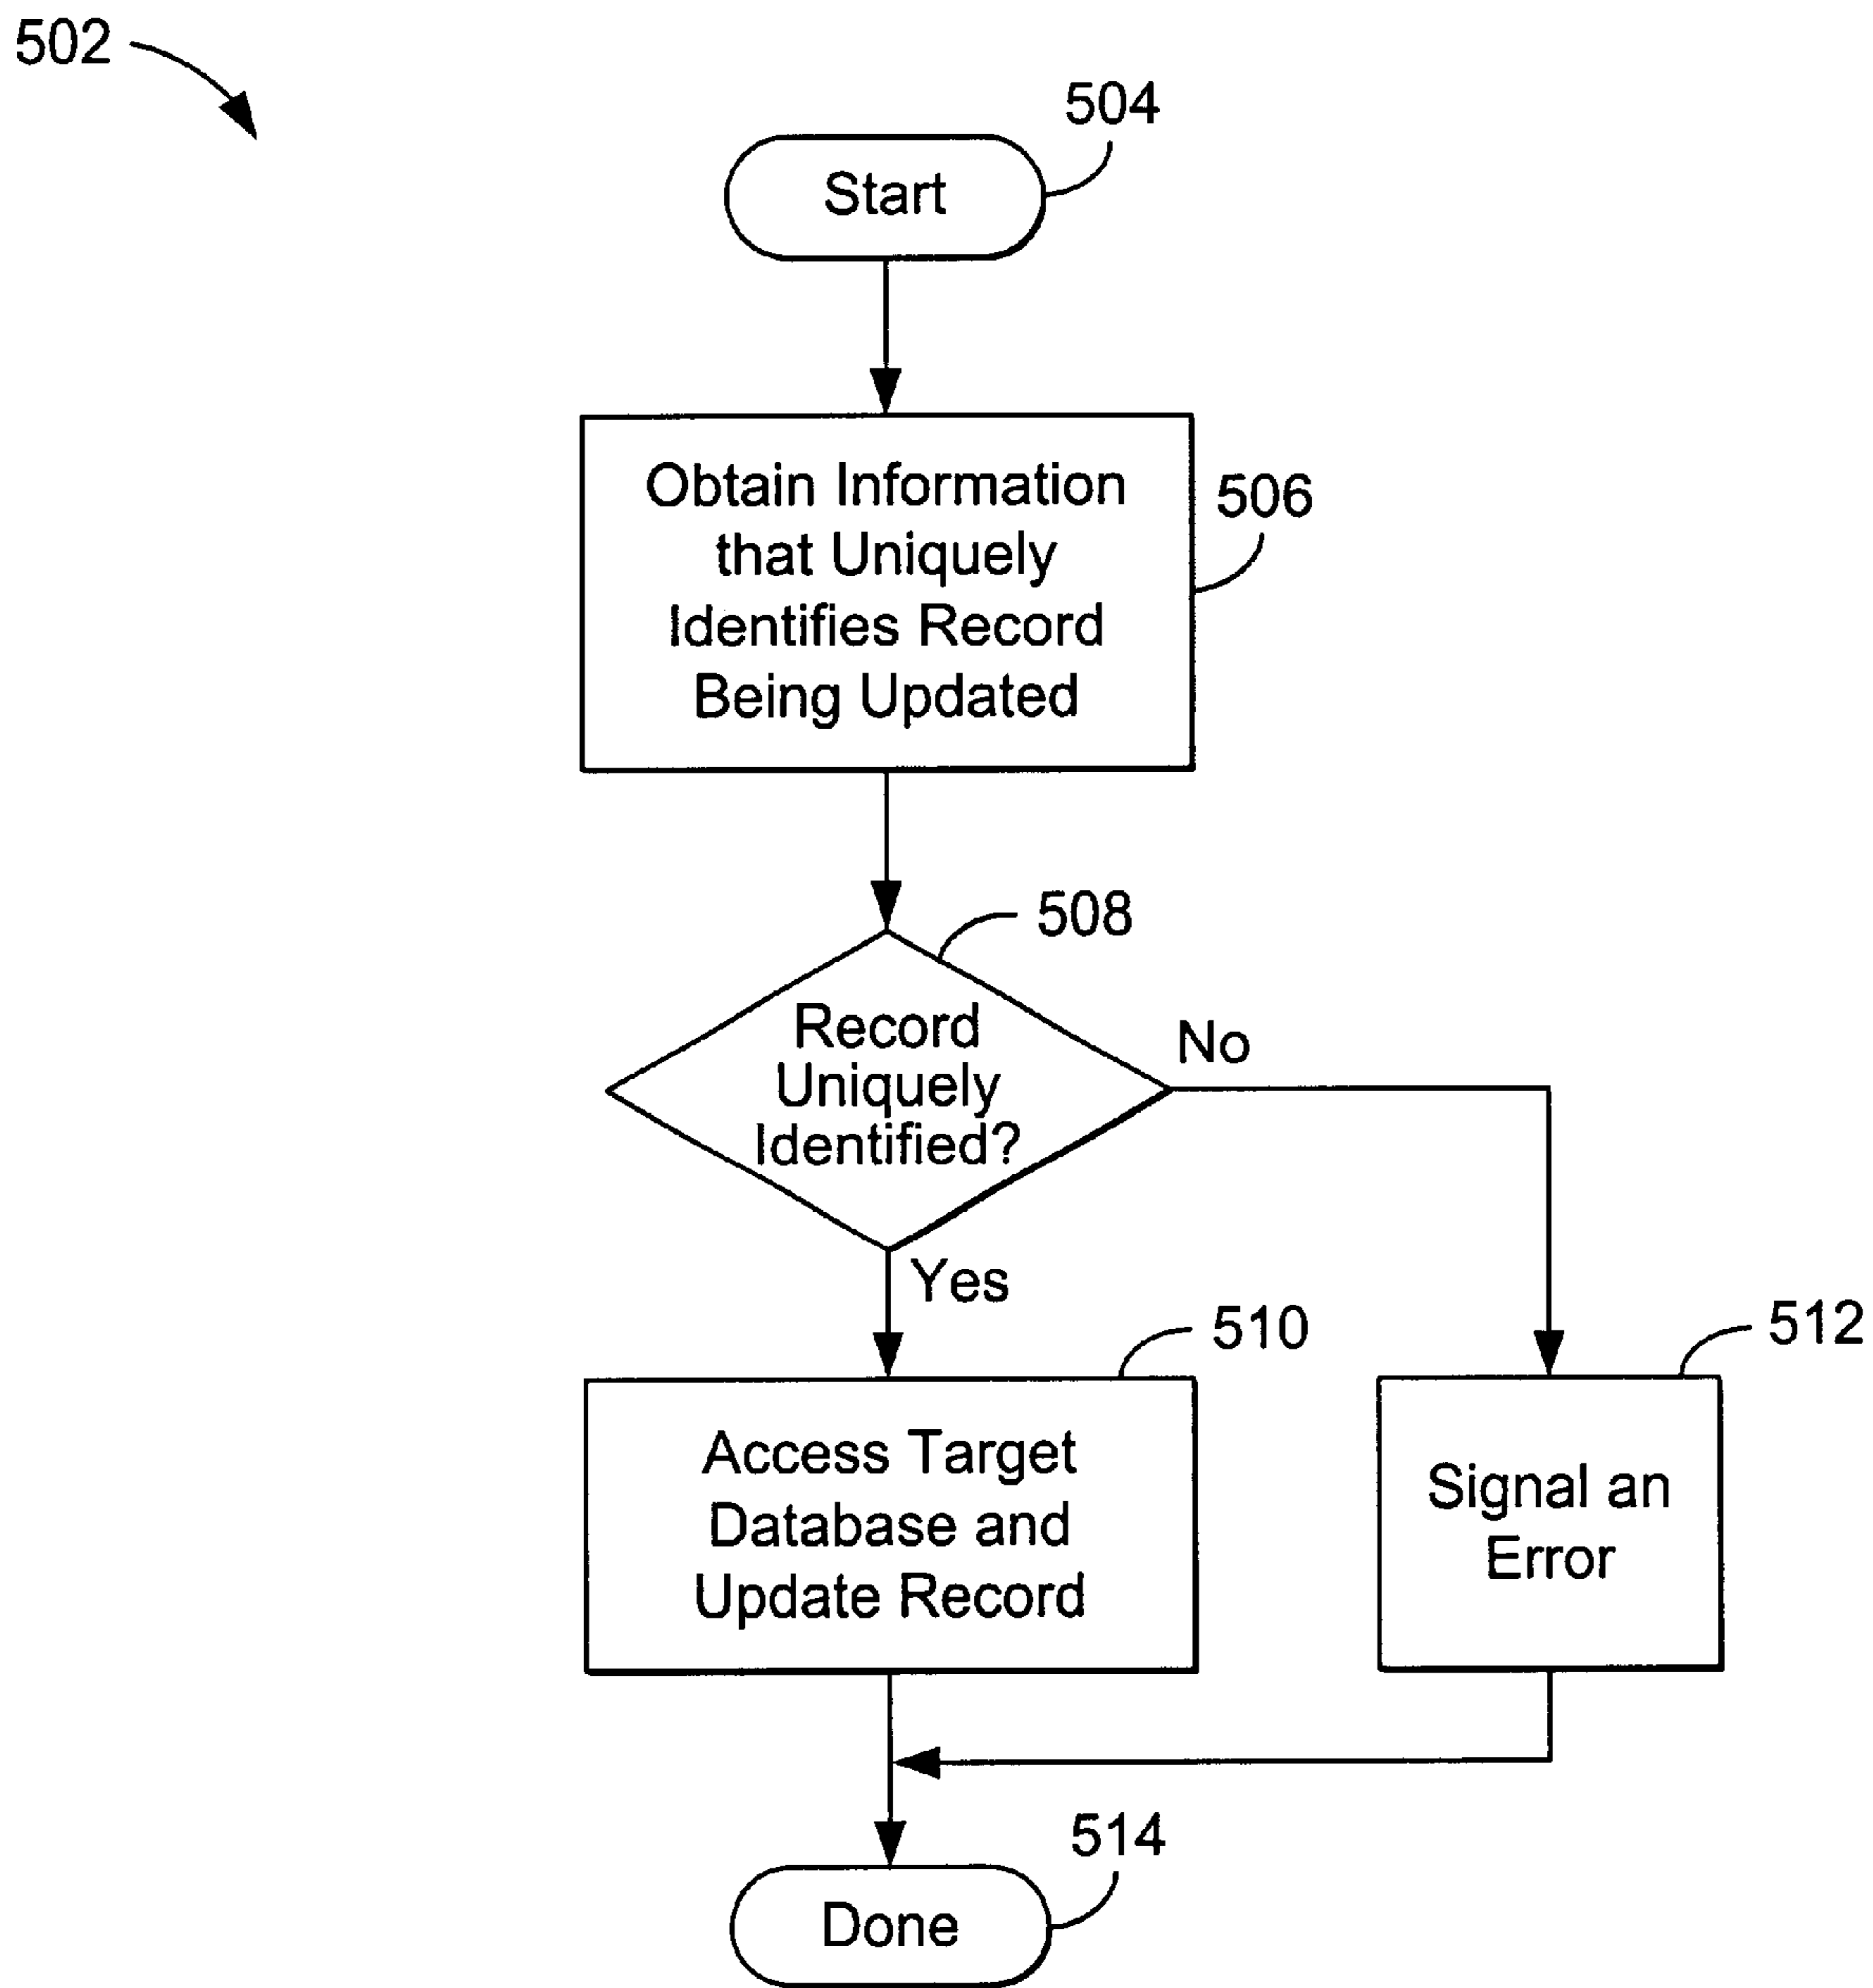 502
504
Start
Obtain Information
that Uniquely
Identifies Record
Being Updated
506
508
Record
Uniquely
Identified?
No
Yes
510
512
Access Target
Database and
Update Record
Signal an
Error
514
Done